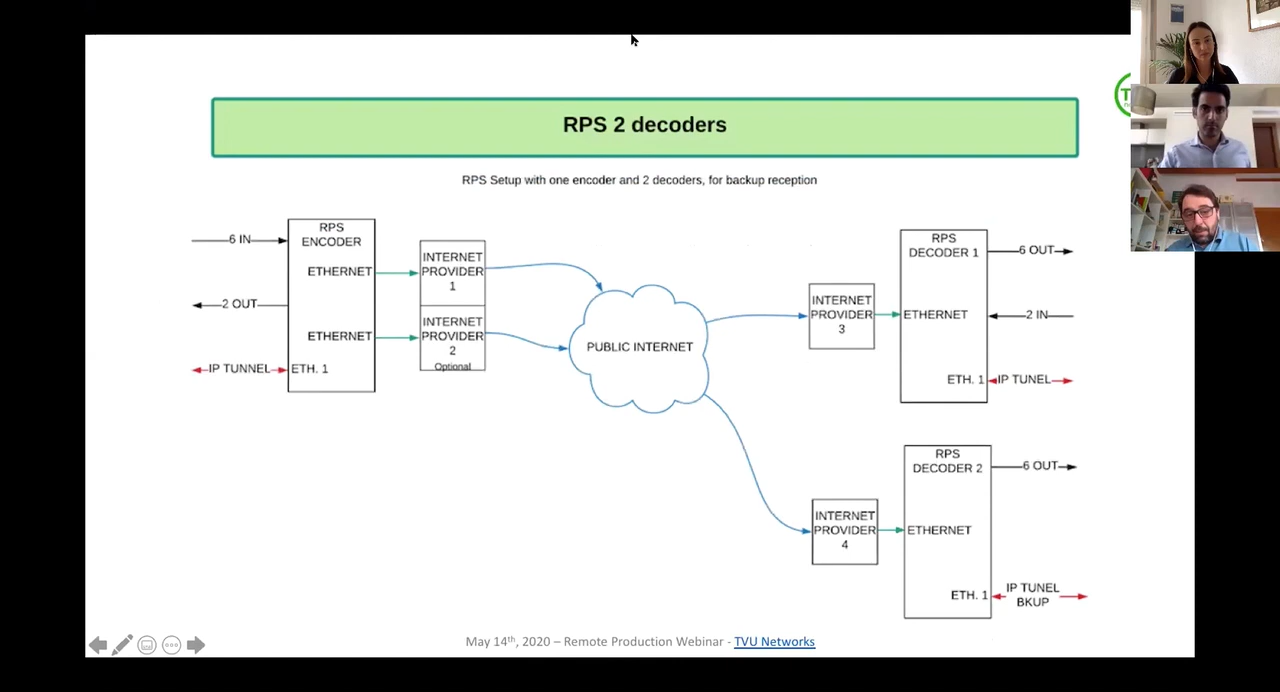 RPS 2 decoders
RPS Setup with one encoder and 2 decoders, for backup reception
6 IN
RPS
ENCODER
ETHERNET
2 OUT
ETHERNET
IP TUNNEL
ETH. 1
INTERNET
PROVIDER
1
INTERNET
PROVIDER
2
Optional
PUBLIC INTERNET
INTERNET
PROVIDER
3
RPS
DECODER 1
6 OUT
ETHERNET
2 IN
ETH. 1
IP TUNEL
INTERNET
PROVIDER
4
RPS
DECODER 2
6 OUT
ETHERNET
ETH. 1
IP TUNEL
BKUP
May 14th, 2020 – Remote Production Webinar - TVU Networks